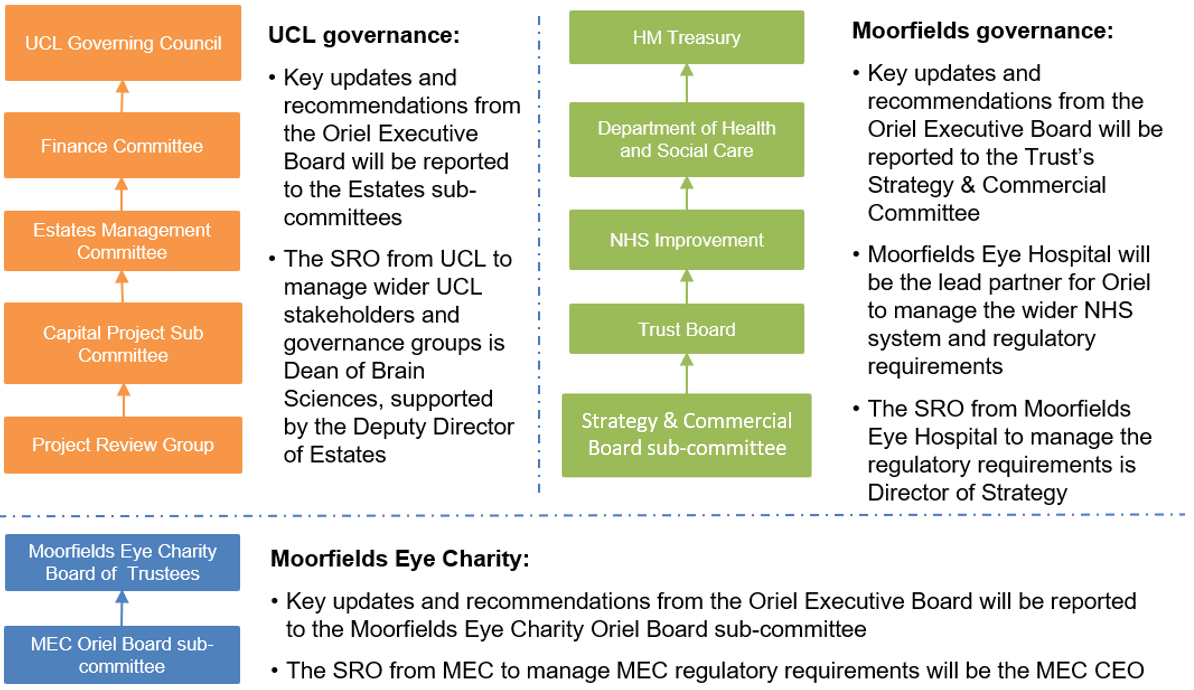 UCL Governing Council
Finance Committee
Estates Management
Committee
Capital Project Sub
Committee
Project Review Group
UCL governance:
• Key updates and
recommendations from
the Oriel Executive
Board will be reported
to the Estates sub-
committees
• The SRO from UCL to
manage wider UCL
stakeholders and
governance groups is
Dean of Brain
Sciences, supported
by the Deputy Director
of Estates
HM Treasury
Department of Health
and Social Care
NHS Improvement
Trust Board
Strategy & Commercial
Board sub-committee
Moorfields governance:
• Key updates and
recommendations from the
Oriel Executive Board will be
reported to the Trust’s
Strategy & Commercial
Committee
• Moorfields Eye Hospital will
be the lead partner for Oriel
to manage the wider NHS
system and regulatory
requirements
• The SRO from Moorfields
Eye Hospital to manage the
regulatory requirements is
Director of Strategy
Moorfields Eye Charity
Board of Trustees
MEC Oriel Board sub-
committee
Moorfields Eye Charity:
• Key updates and recommendations from the Oriel Executive Board will be reported
to the Moorfields Eye Charity Oriel Board sub-committee
• The SRO from MEC to manage MEC regulatory requirements will be the MEC CEO